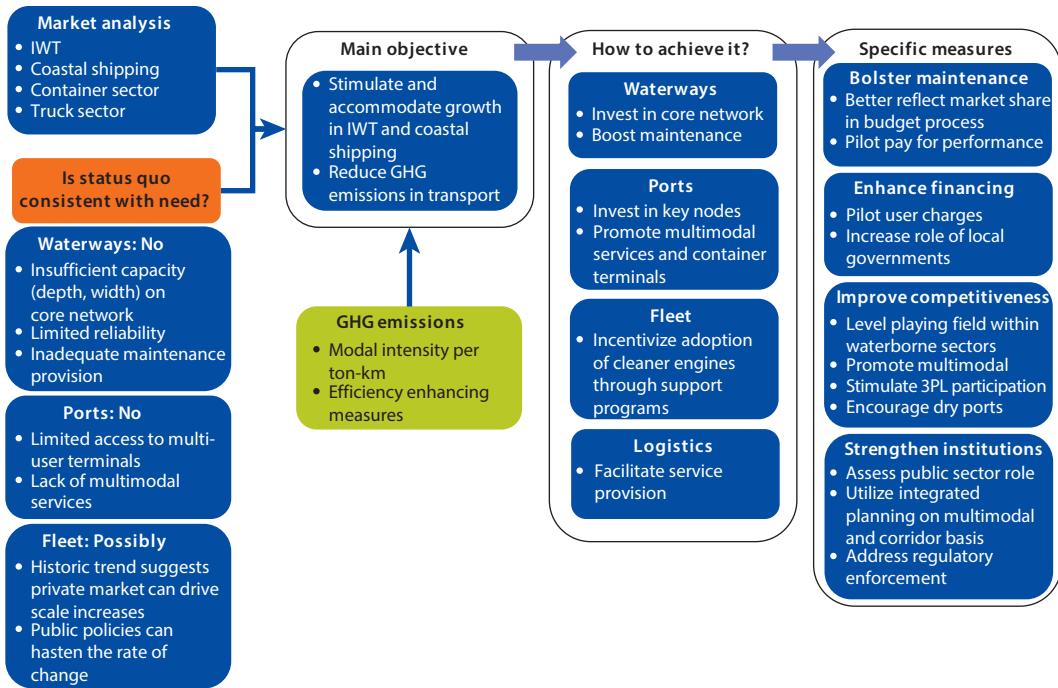 Market analysis
• IWT
• Coastal shipping
• Container sector
• Truck sector
Is status quo
consistent with need?
Waterways: No
• Insufficient capacity
(depth, width) on
core network
• Limited reliability
• Inadequate maintenance
provision
Ports: No
• Limited access to multi-
user terminals
• Lack of multimodal
services
Fleet: Possibly
• Historic trend suggests
private market can drive
scale increases
• Public policies can
hasten the rate of
change
Main objective
• Stimulate and
accommodate growth
in IWT and coastal
shipping
• Reduce GHG
emissions in transport
GHG emissions
• Modal intensity per
ton-km
• Efficiency enhancing
measures
How to achieve it?
Waterways
• Invest in core network
• Boost maintenance
Ports
• Invest in key nodes
• Promote multimodal
services and container
terminals
Fleet
• Incentivize adoption
of cleaner engines
through support
programs
Logistics
• Facilitate service
provision
Specific measures
Bolster maintenance
• Better reflect market share
in budget process
• Pilot pay for performance
Enhance financing
• Pilot user charges
• Increase role of local
governments
Improve competitiveness
• Level playing field within
waterborne sectors
• Promote multimodal
• Stimulate 3PL participation
• Encourage dry ports
Strengthen institutions
• Assess public sector role
• Utilize integrated
planning on multimodal
and corridor basis
• Address regulatory
enforcement